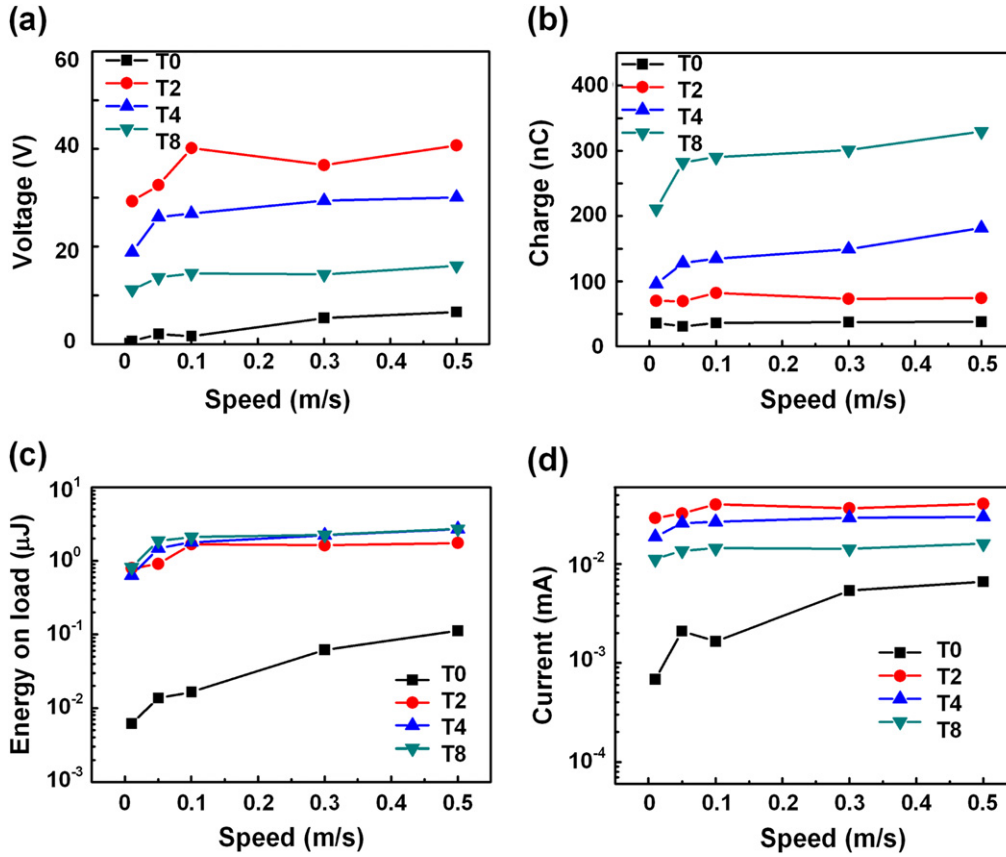 (a)
Voltage (V)
60
40
20
0
T0
T2
T4
T8
0
0.1
0.2
0.3
0.4
0.5
Speed (m/s)
(b)
Charge (nC)
400
300
200
100
0
T0
T2
T4
T8
0
0.1
0.2
0.3
0.4
0.5
Speed (m/s)
(c)
Energy on load (μJ)
10¹
10⁰
10⁻¹
10⁻²
10⁻³
T0
T2
T4
T8
0
0.1
0.2
0.3
0.4
0.5
Speed (m/s)
(d)
Current (mA)
10⁻²
10⁻³
10⁻⁴
T0
T2
T4
T8
0
0.1
0.2
0.3
0.4
0.5
Speed (m/s)